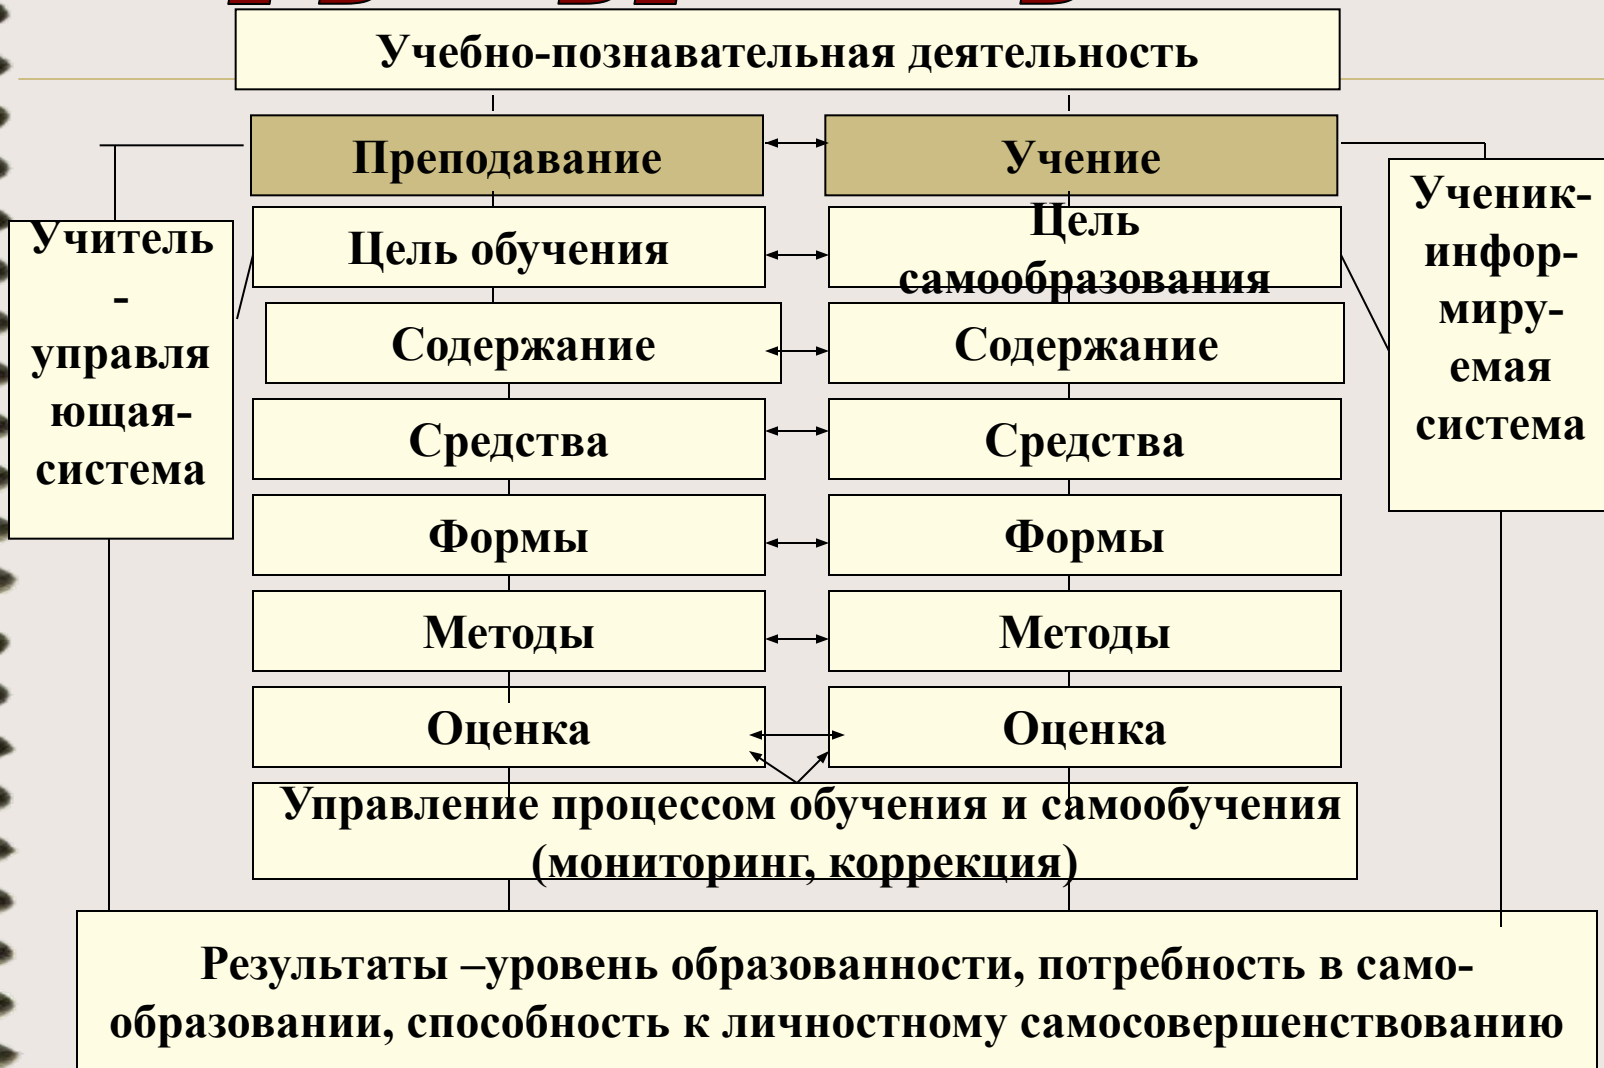 Учебно-познавательная деятельность
Преподавание
Учение
Учитель
-
управля
ющая-
система
Цель обучения
Цель
самообразования
Ученик-
инфор-
миру-
емая
система
Содержание
Содержание
Средства
Средства
Формы
Формы
Методы
Методы
Оценка
Оценка
Управление процессом обучения и самообучения
(мониторинг, коррекция)
Результаты –уровень образованности, потребность в само-
образовании, способность к личностному самосовершенствованию